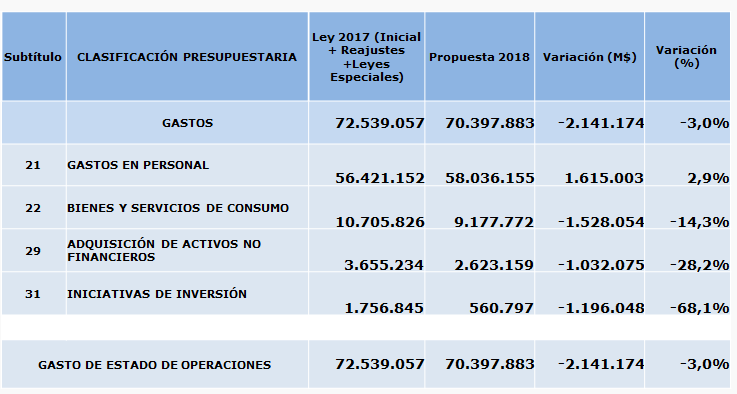 Subtítulo CLASIFICACIÓN PRESUPUESTARIA Ley 2017 (Inicial + Reajustes +Leyes Especiales) Propuesta 2018 Variación (M$) Variación (%)
GASTOS 72.539.057 70.397.883 -2.141.174 -3,0%
21 GASTOS EN PERSONAL 56.421.152 58.036.155 1.615.003 2,9%
22 BIENES Y SERVICIOS DE CONSUMO 10.705.826 9.177.772 -1.528.054 -14,3%
29 ADQUISICIÓN DE ACTIVOS NO FINANCIEROS 3.655.234 2.623.159 -1.032.075 -28,2%
31 INICIATIVAS DE INVERSIÓN 1.756.845 560.797 -1.196.048 -68,1%
GASTO DE ESTADO DE OPERACIONES 72.539.057 70.397.883 -2.141.174 -3,0%